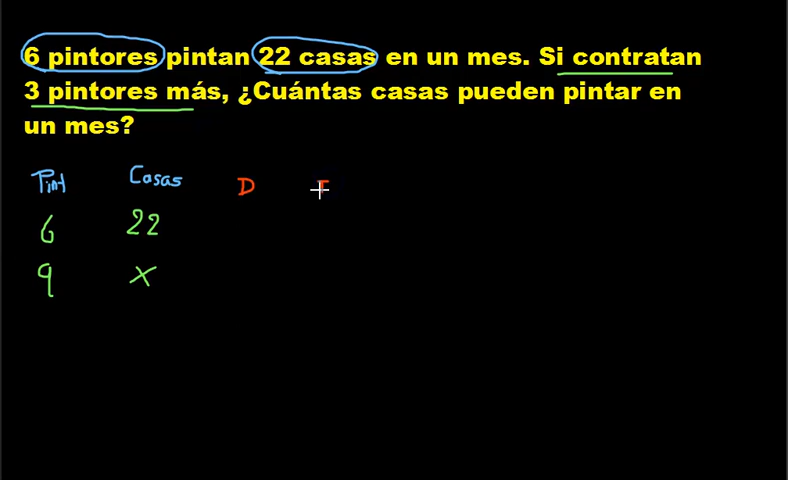 6 pintores pintan 22 casas en un mes. Si contratan
3 pintores más, ¿Cuántas casas pueden pintar en
un mes?
Pint Casas D I
6 22
9 x